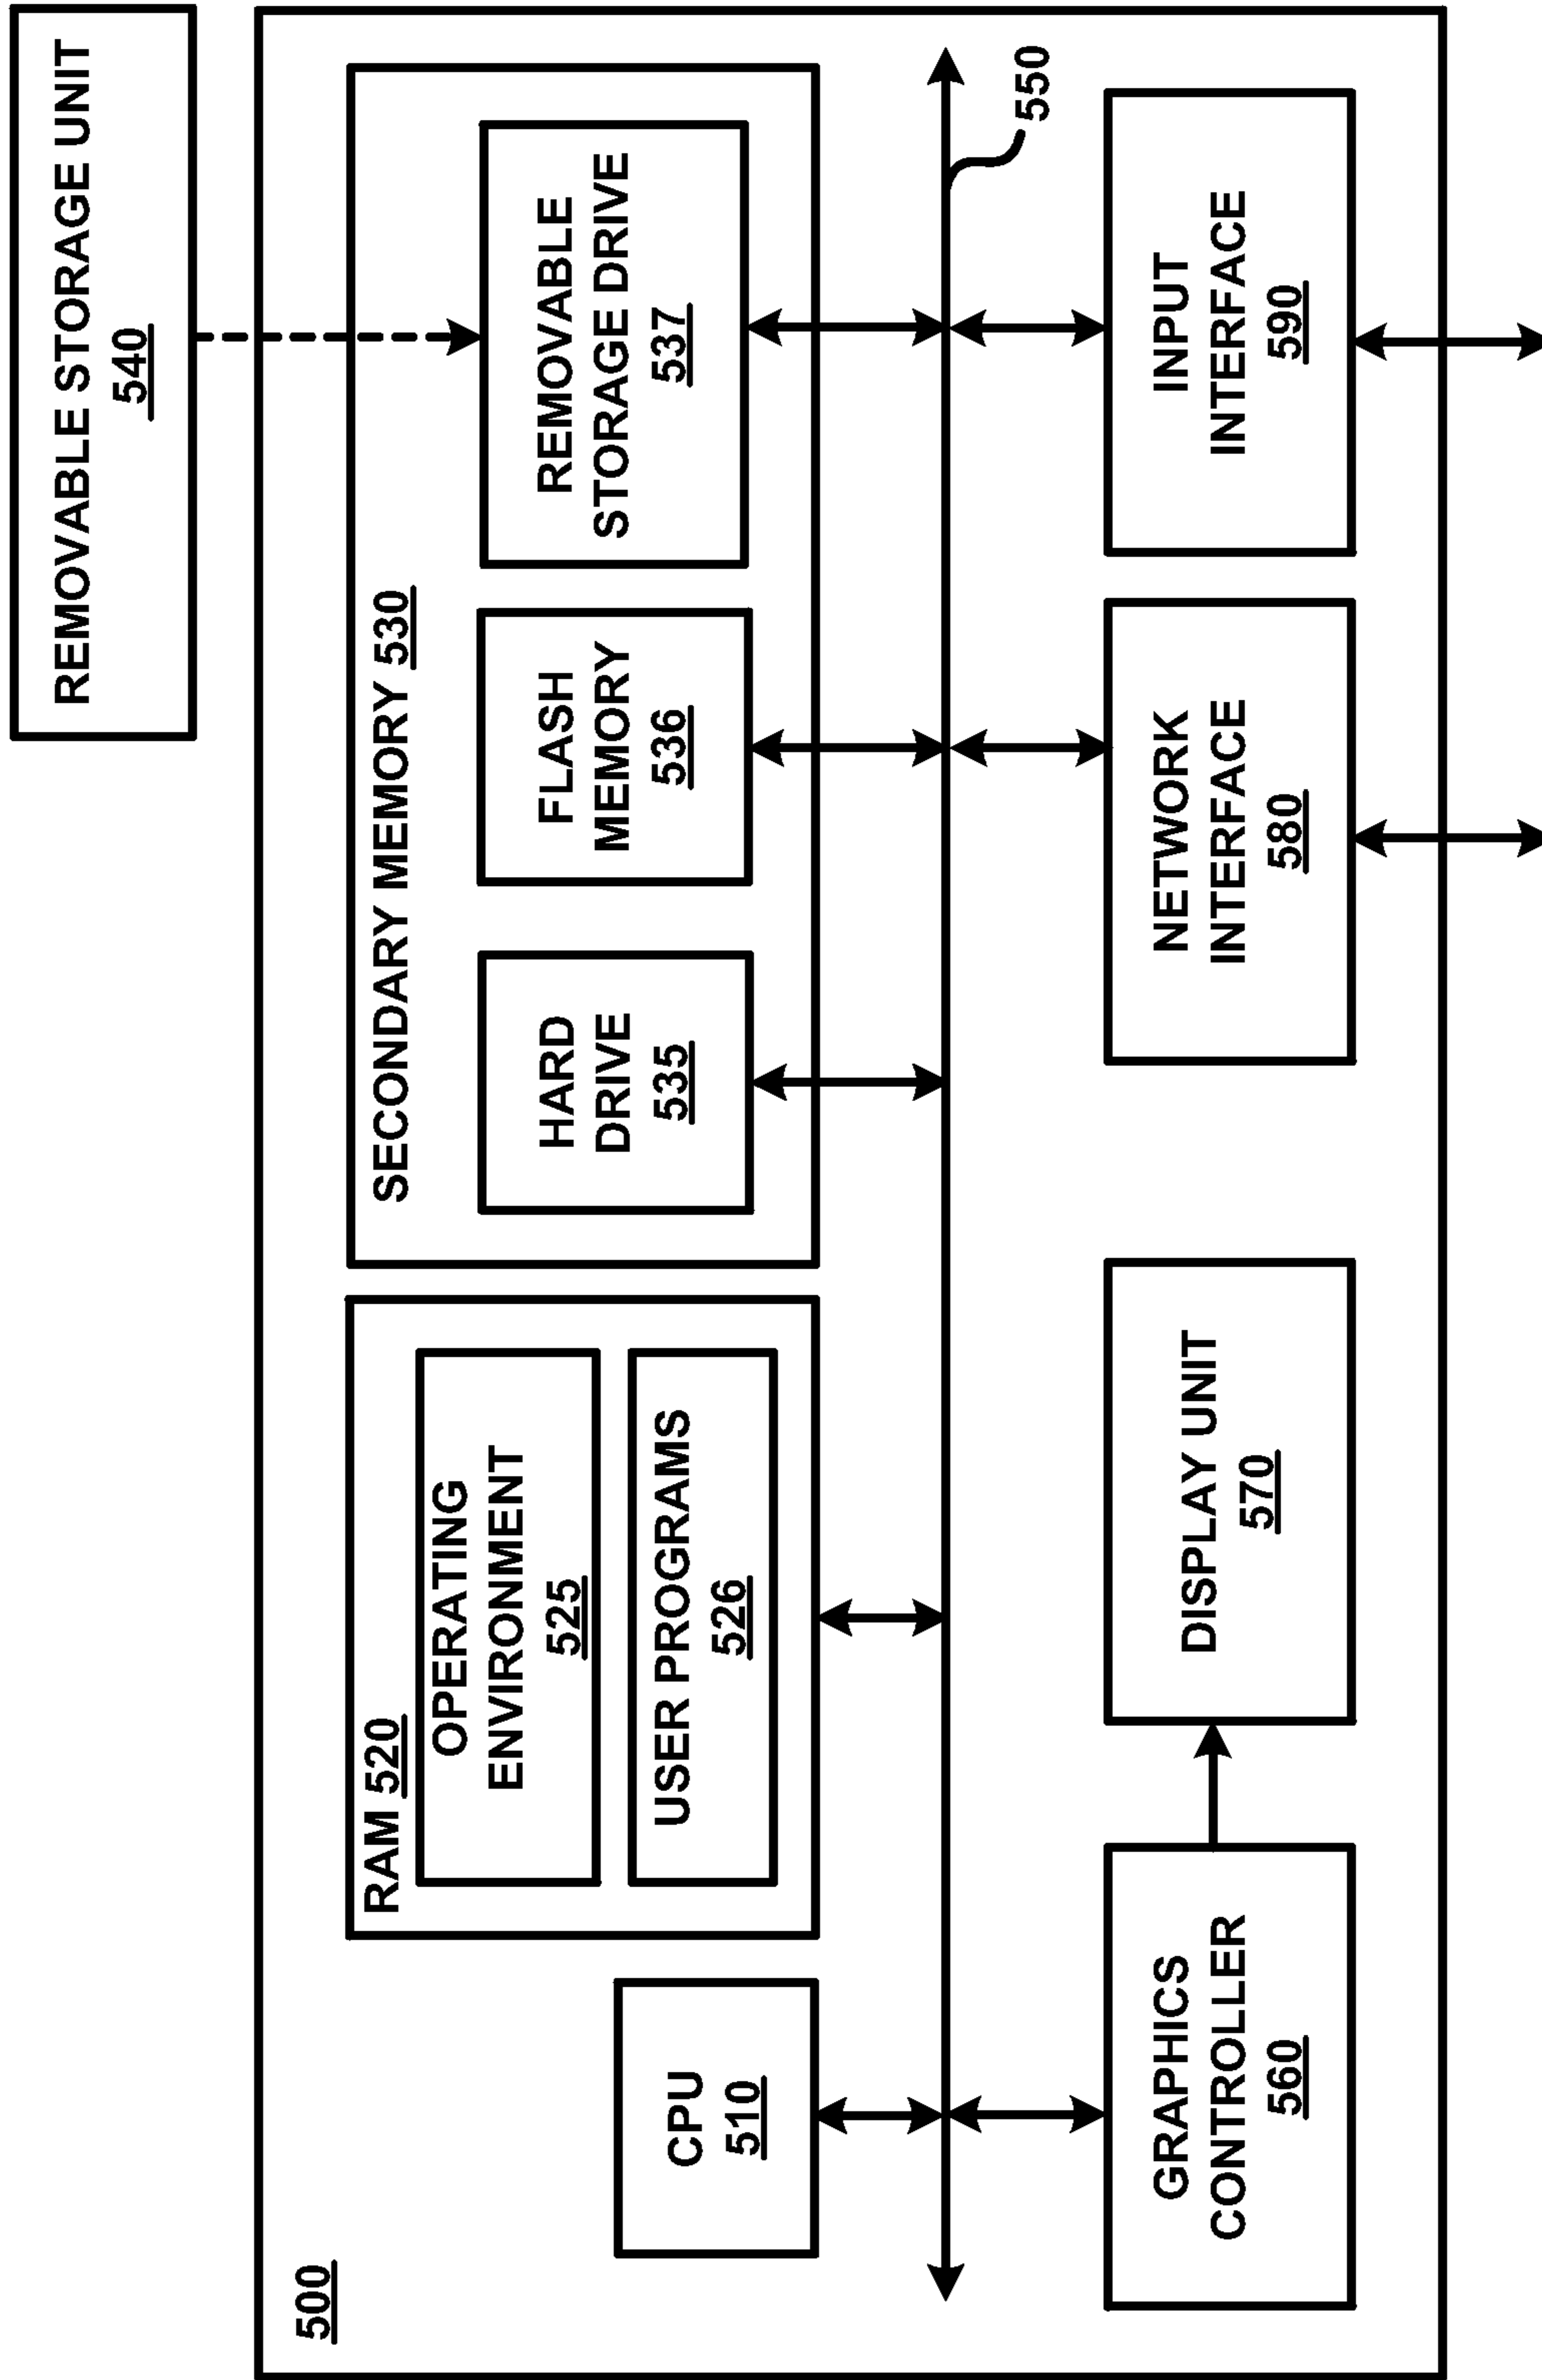 REMOVABLE STORAGE UNIT
540
500
RAM 520
OPERATING
ENVIRONMENT
525
USER PROGRAMS
526
CPU
510
SECONDARY MEMORY 530
HARD
DRIVE
535
FLASH
MEMORY
536
REMOVABLE
STORAGE DRIVE
537
550
GRAPHICS
CONTROLLER
560
DISPLAY UNIT
570
NETWORK
INTERFACE
580
INPUT
INTERFACE
590